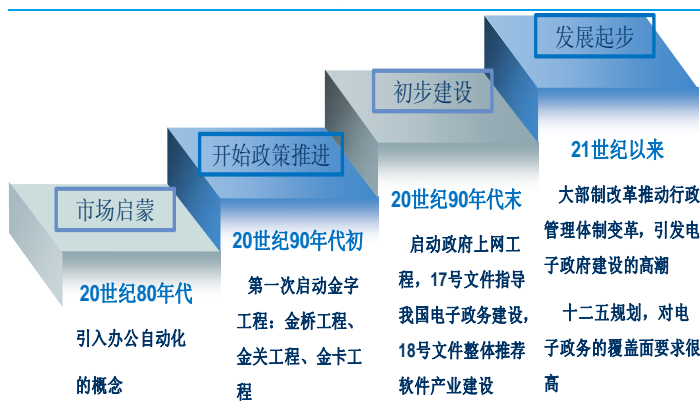 市场启蒙
20世纪80年代
引入办公自动化
的概念
开始政策推进
20世纪90年代初
第一次启动金字
工程：金桥工程、
金关工程、金卡工
程
初步建设
20世纪90年代末
启动政府上网工
程，17号文件指导
我国电子政务建设，
18号文件整体推荐
软件产业建设
发展起步
21世纪以来
大部制改革推动行政
管理体制变革，引发电
子政府建设的高潮
十二五规划，对电
子政务的覆盖面要求很
高